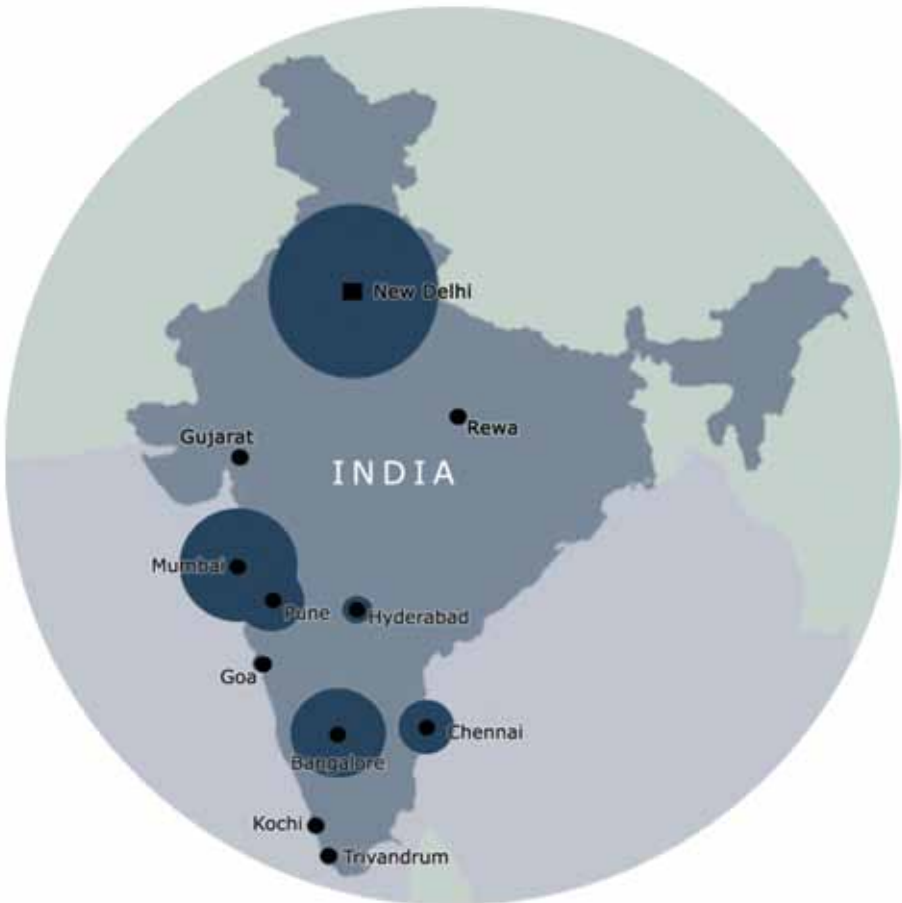 New Delhi
Rewa
Gujarat
INDIA
Mumbai
Pune
Hyderabad
Goa
Chennai
Bangalore
Kochi
Trivandrum